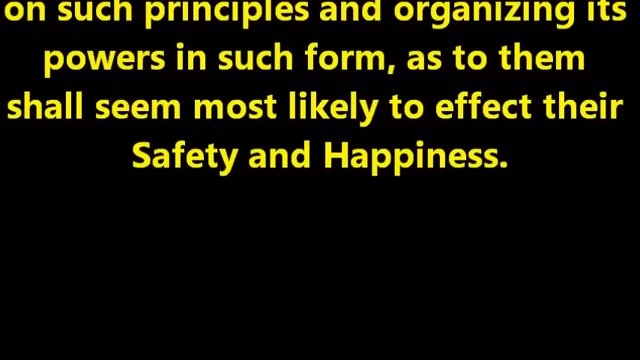 on such principles and organizing its
powers in such form, as to them
shall seem most likely to effect their
Safety and Happiness.